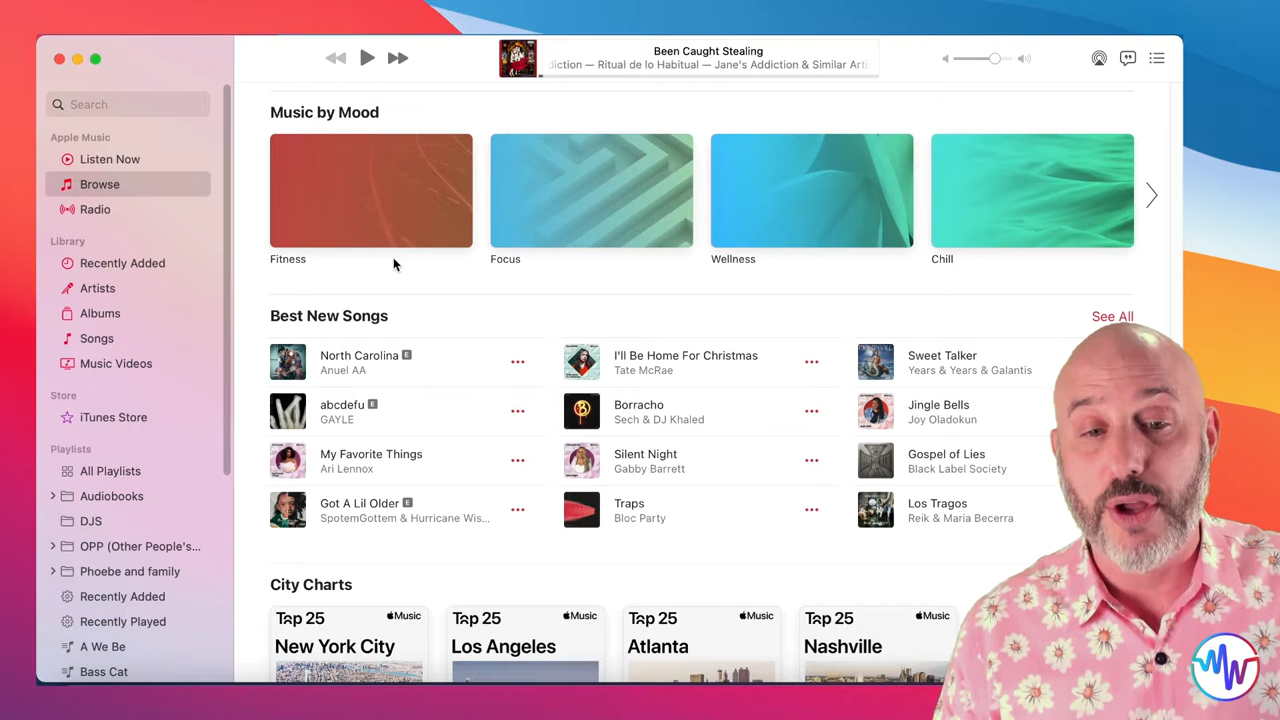 Been Caught Stealing
diction — Ritual de lo Habitual — Jane's Addiction & Similar Arti
Search
Apple Music
Listen Now
Browse
Radio
Library
Recently Added
Artists
Albums
Songs
Music Videos
Store
iTunes Store
Playlists
All Playlists
Audiobooks
DJS
OPP (Other People's...
Phoebe and family
Recently Added
Recently Played
A We Be
Bass Cat
Music by Mood
Fitness
Focus
Wellness
Chill
Best New Songs
See All
North Carolina E
Anuel AA
I'll Be Home For Christmas
Tate McRae
Sweet Talker
Years & Years & Galantis
abcdefu E
GAYLE
Borracho
Sech & DJ Khaled
Jingle Bells
Joy Oladokun
My Favorite Things
Ari Lennox
Silent Night
Gabby Barrett
Gospel of Lies
Black Label Society
Got A Lil Older E
SpotemGottem & Hurricane Wis...
Traps
Bloc Party
Los Tragos
Reik & Maria Becerra
City Charts
Top 25
Music
New York City
Top 25
Music
Los Angeles
Top 25
Music
Atlanta
Top 25
Music
Nashville
MW